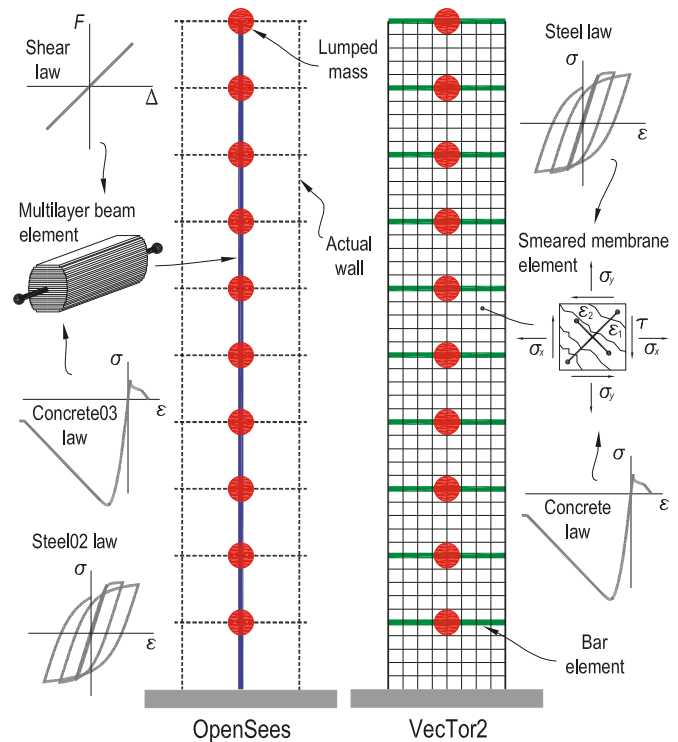 F
Shear
law
Δ
Multilayer beam
element
σ
Concrete03
law
ε
Steel02 law
σ
ε
Lumped
mass
Actual
wall
Steel law
σ
ε
Smeared membrane
element
σy
ε2
ε1
τ
σx
σx
σy
σ
Concrete
law
ε
Bar
element
OpenSees
VecTor2